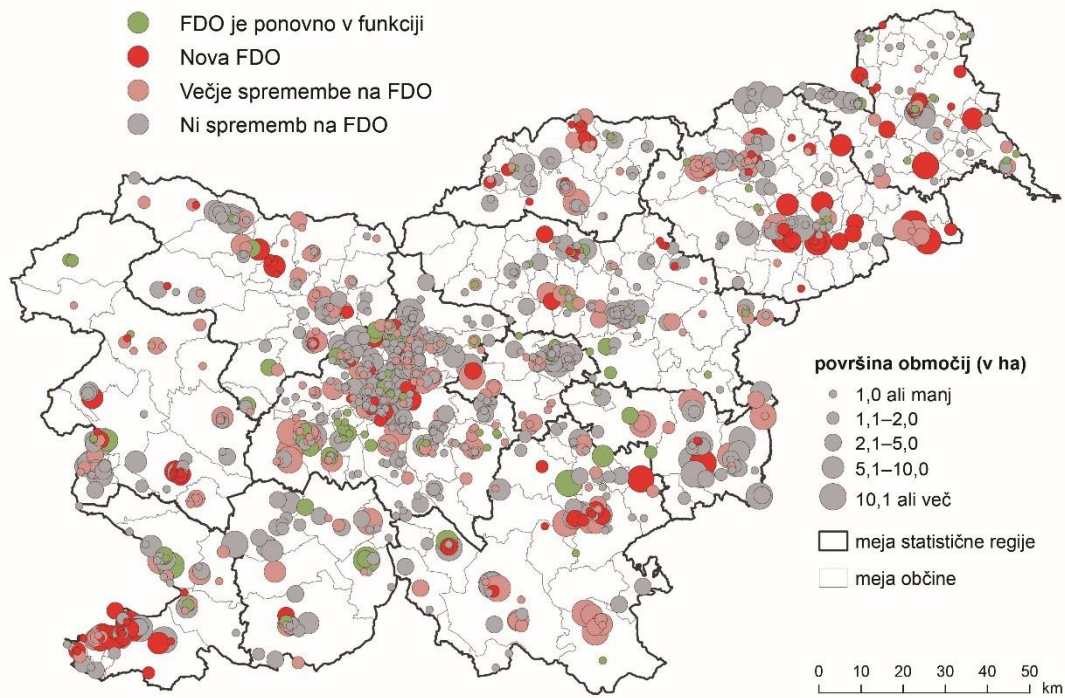 FDO je ponovno v funkciji
Nova FDO
Večje spremembe na FDO
Ni sprememb na FDO
površina območij (v ha)
1,0 ali manj
1,1–2,0
2,1–5,0
5,1–10,0
10,1 ali več
meja statistične regije
meja občine
0 10 20 30 40 50
km